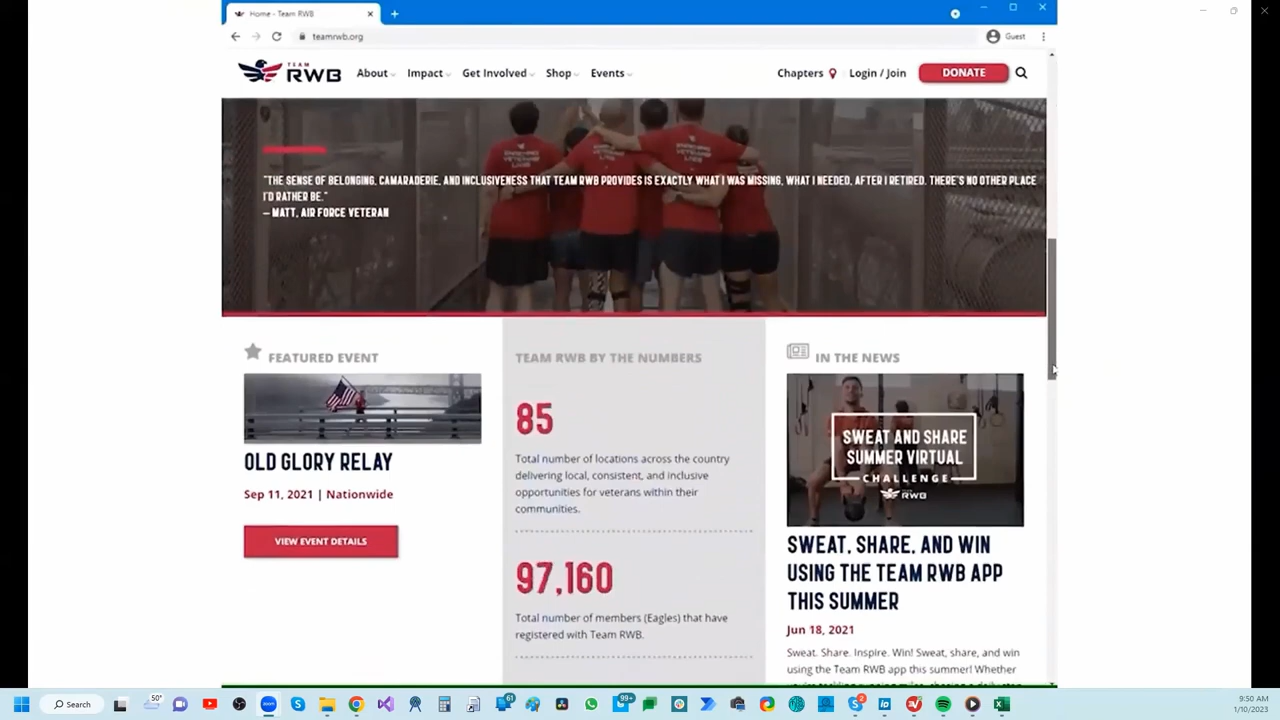 Home - Team RWB
teamrwb.org
Guest
TEAM
RWB
About
Impact
Get Involved
Shop
Events
Chapters
Login / Join
DONATE
"THE SENSE OF BELONGING, CAMARADERIE, AND INCLUSIVENESS THAT TEAM RWB PROVIDES IS EXACTLY WHAT I WAS MISSING, WHAT I NEEDED, AFTER I RETIRED. THERE'S NO OTHER PLACE
I'D RATHER BE."
– MATT, AIR FORCE VETERAN
FEATURED EVENT
OLD GLORY RELAY
Sep 11, 2021 | Nationwide
VIEW EVENT DETAILS
TEAM RWB BY THE NUMBERS
85
Total number of locations across the country
delivering local, consistent, and inclusive
opportunities for veterans within their
communities.
97,160
Total number of members (Eagles) that have
registered with Team RWB.
IN THE NEWS
SWEAT AND SHARE
SUMMER VIRTUAL
CHALLENGE
RWB
SWEAT, SHARE, AND WIN
USING THE TEAM RWB APP
THIS SUMMER
Jun 18, 2021
Sweat. Share. Inspire. Win! Sweat, share, and win
using the Team RWB app this summer! Whether
Search
50°
61
99+
2
9:50 AM
1/10/2023